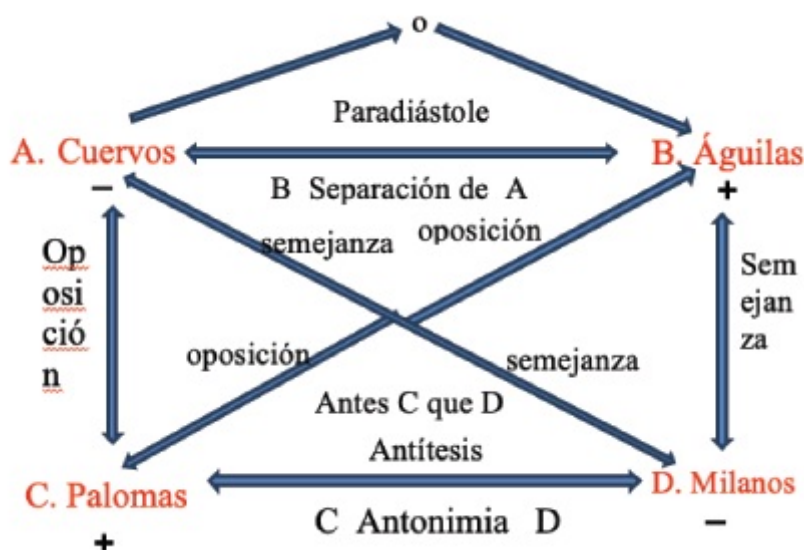 o
Paradiástole
A. Cuervos
B. Águilas
–
B Separación de A
+
semejanza
oposición
Op
osi
ció
n
Sem
ejan
za
oposición
semejanza
Antes C que D
Antítesis
C. Palomas
D. Milanos
+
C Antonimia D
–